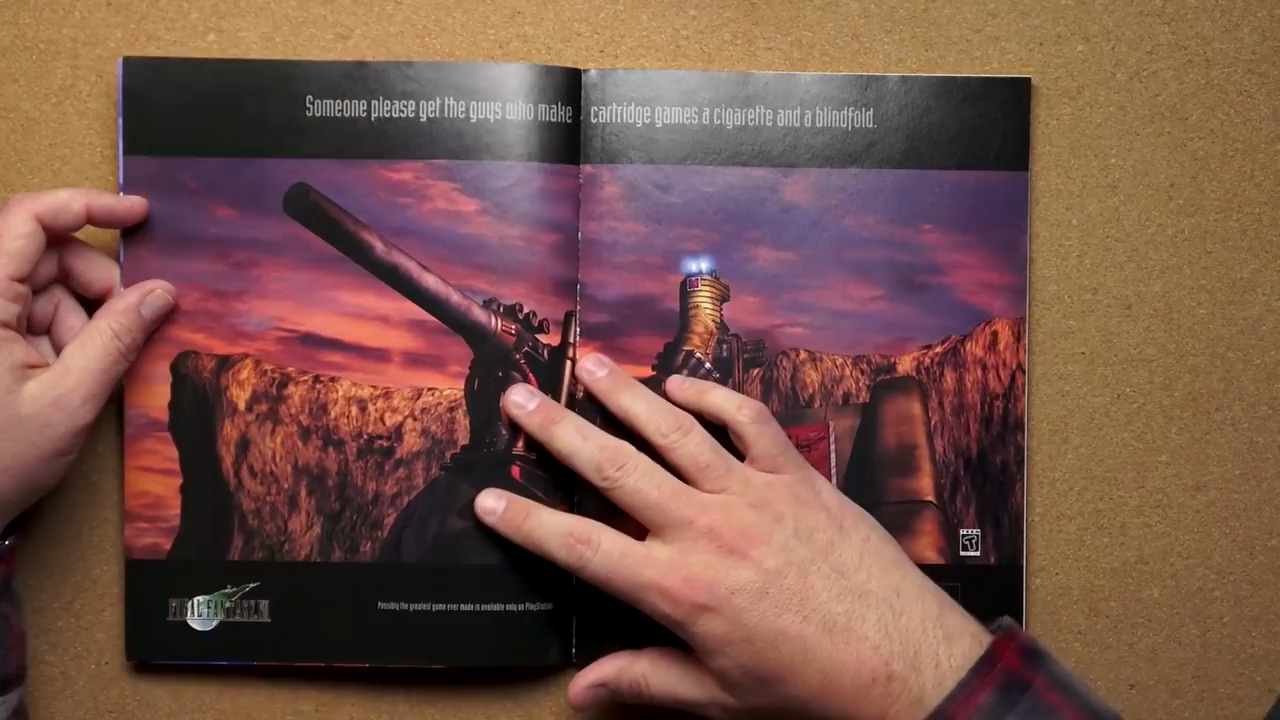 Someone please get the guys who make cartridge games a cigarette and a blindfold.
TEEN
T
FINAL FANTASY VII
Possibly the greatest game ever made is available only on PlayStation